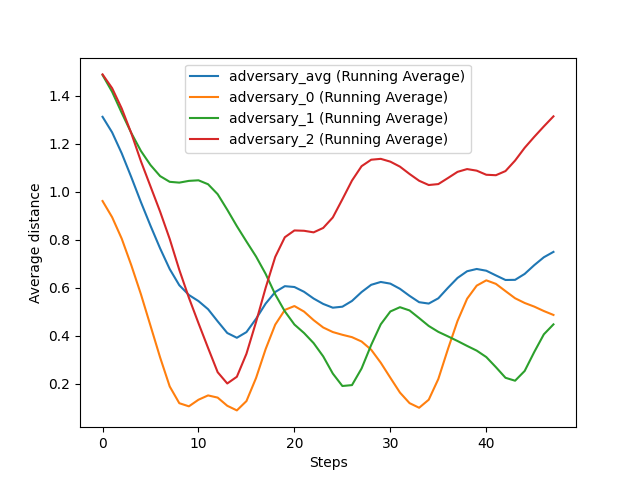 adversary_avg (Running Average)
adversary_0 (Running Average)
adversary_1 (Running Average)
adversary_2 (Running Average)
Average distance
1.4
1.2
1.0
0.8
0.6
0.4
0.2
0 10 20 30 40
Steps